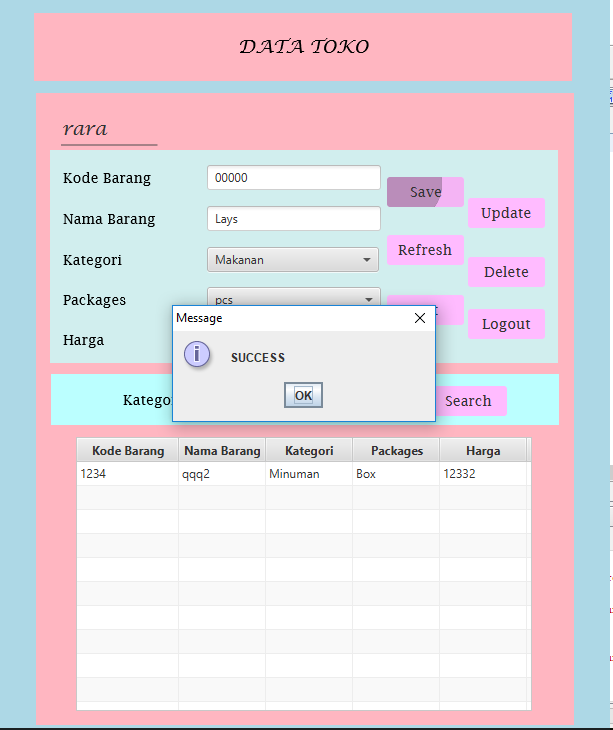 DATA TOKO
rara
Kode Barang 00000 Save
Update
Nama Barang Lays
Refresh
Kategori Makanan
Delete
Packages pcs
Logout
Harga
Message
SUCCESS
OK
Search
Kode Barang Nama Barang Kategori Packages Harga
1234 qqq2 Minuman Box 12332